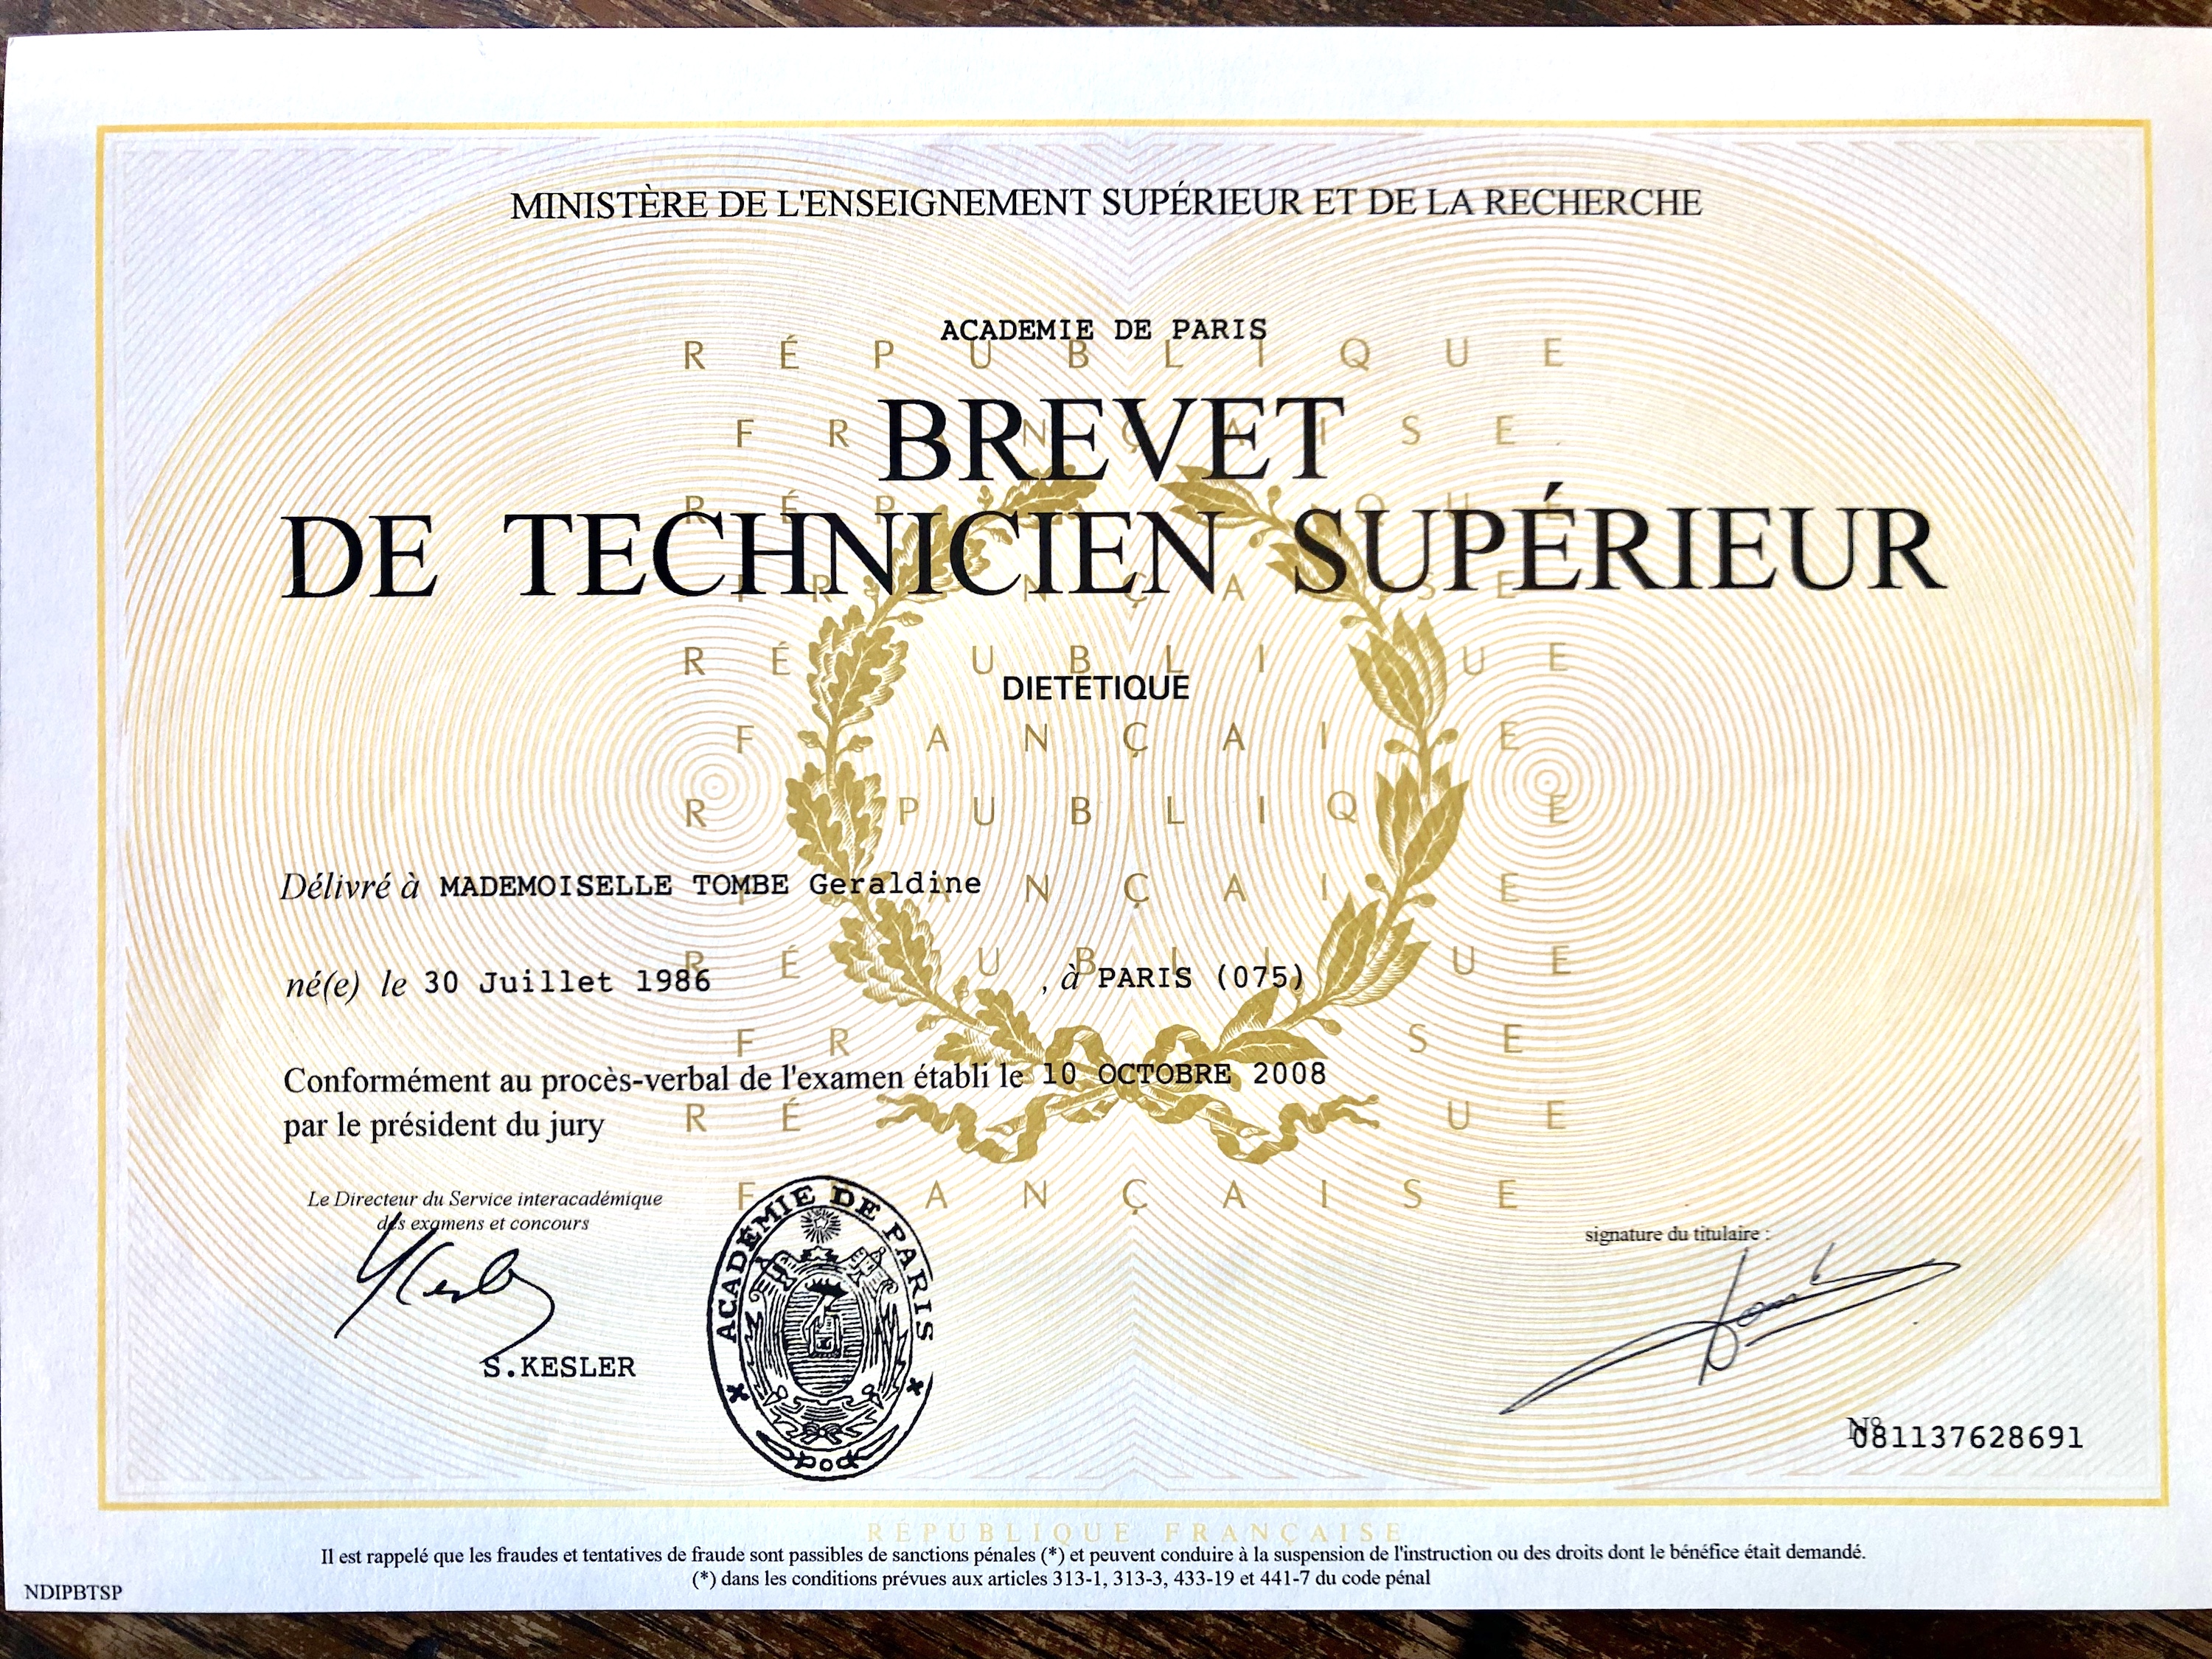 MINISTÈRE DE L'ENSEIGNEMENT SUPÉRIEUR ET DE LA RECHERCHE
ACADEMIE DE PARIS
RÉPUBLIQUE
FRANÇAISE
BREVET
DE TECHNICIEN SUPÉRIEUR
DIETETIQUE
Délivré à MADEMOISELLE TOMBE Geraldine
né(e) le 30 Juillet 1986 , à PARIS (075)
Conformément au procès-verbal de l'examen établi le 10 OCTOBRE 2008
par le président du jury
Le Directeur du Service interacadémique
des examens et concours
Kesler
S.KESLER
ACADÉMIE DE PARIS
signature du titulaire :
N° 081137628691
RÉPUBLIQUE FRANÇAISE
Il est rappelé que les fraudes et tentatives de fraude sont passibles de sanctions pénales (*) et peuvent conduire à la suspension de l'instruction ou des droits dont le bénéfice était demandé.
(*) dans les conditions prévues aux articles 313-1, 313-3, 433-19 et 441-7 du code pénal
NDIPBTSP